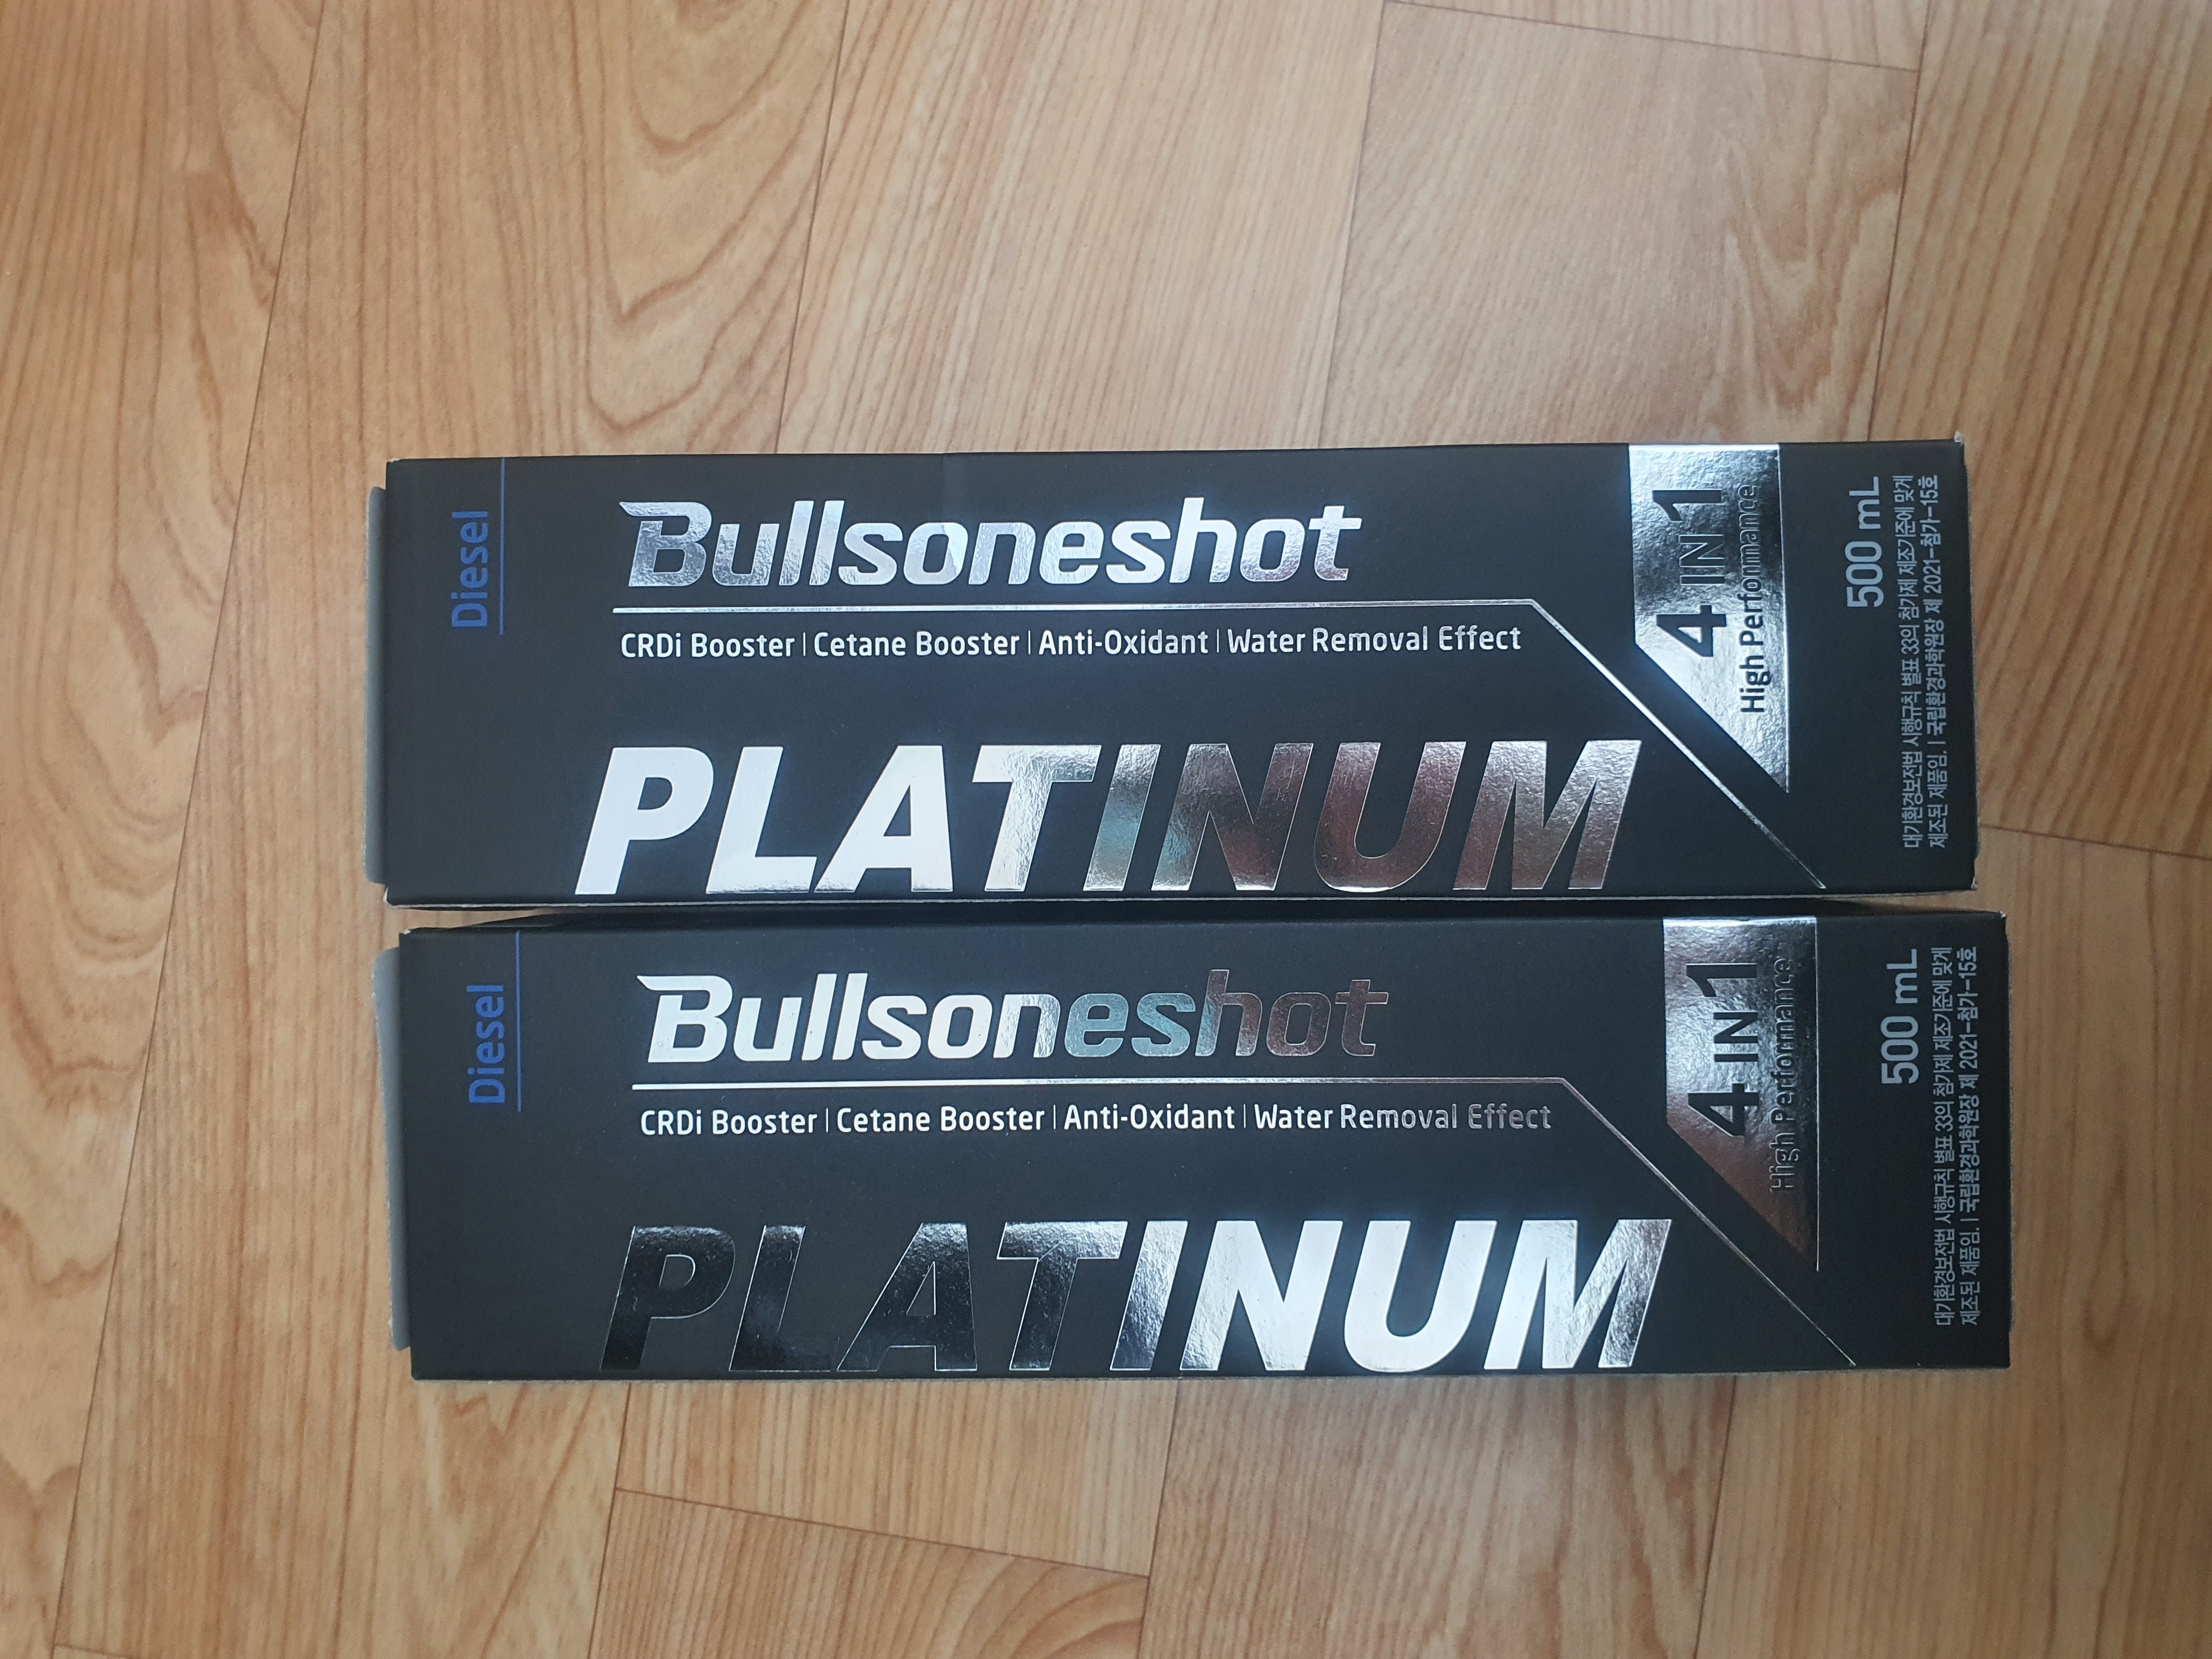 Diesel
Bullsoneshot
CRDi Booster | Cetane Booster | Anti-Oxidant | Water Removal Effect
PLATINUM
4 IN 1
High Performance
500 mL
대기환경보전법 시행규칙 별표 33의 첨가제 제조기준에 맞게
제조된 제품임. | 국립환경과학원장 제 2021-첨가-15호
Diesel
Bullsoneshot
CRDi Booster | Cetane Booster | Anti-Oxidant | Water Removal Effect
PLATINUM
4 IN 1
High Performance
500 mL
대기환경보전법 시행규칙 별표 33의 첨가제 제조기준에 맞게
제조된 제품임. | 국립환경과학원장 제 2021-첨가-15호